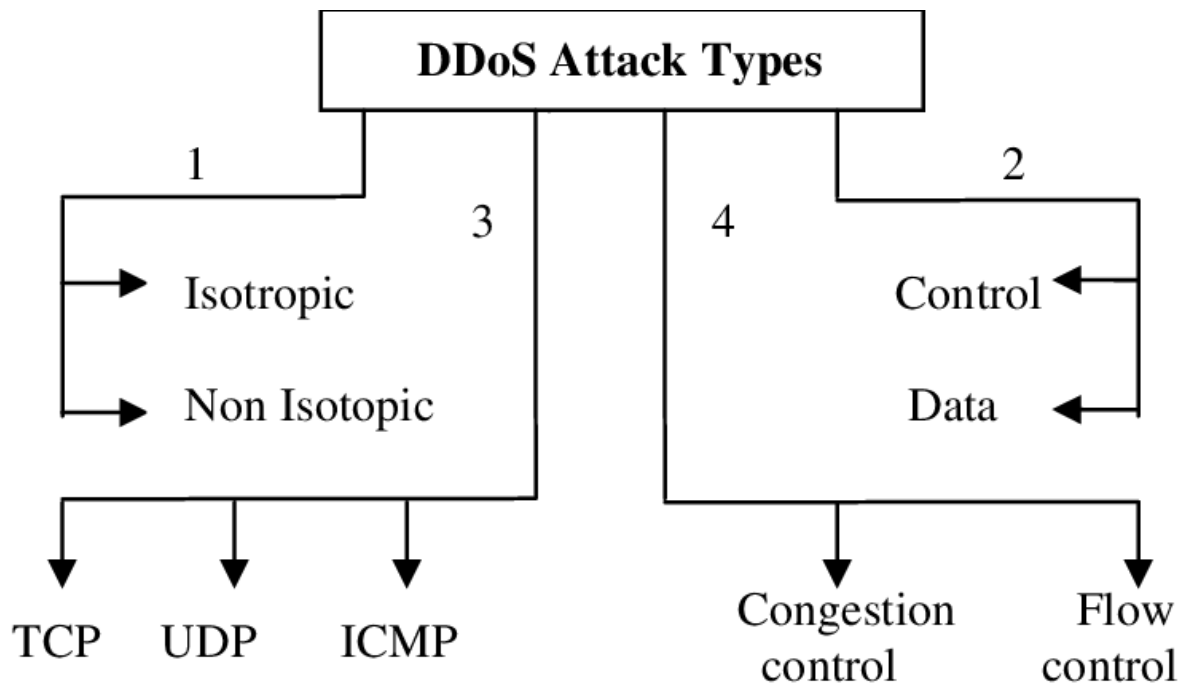 DDoS Attack Types
1
2
3
4
Isotropic
Control
Non Isotopic
Data
TCP
UDP
ICMP
Congestion
control
Flow
control